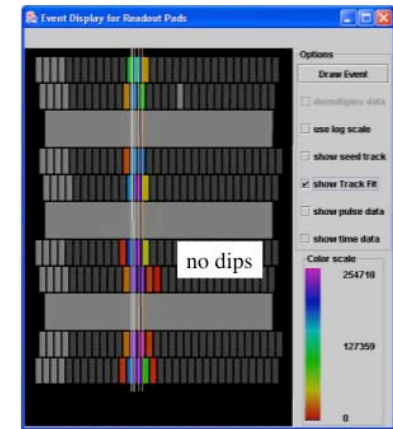 Event Display for Readout Pads
Options
Draw Event
demultiplex data
use log scale
show seed track
show Track Fit
show pulse data
show time data
no dips
Color scale
254718
127359
0